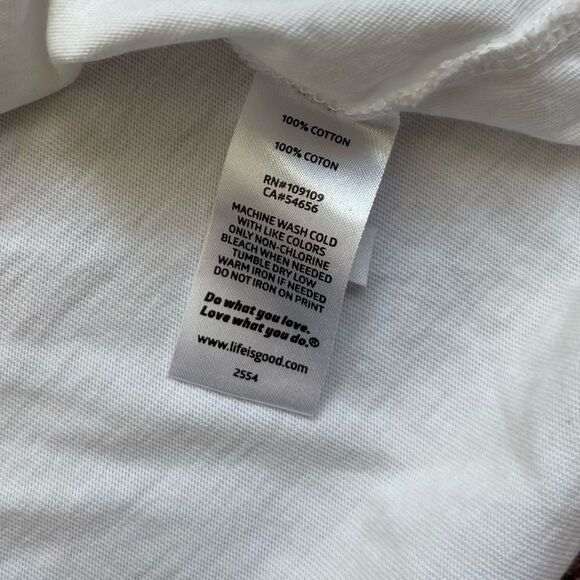 100% COTTON
100% COTON
RN#109109
CA#54656
MACHINE WASH COLD
WITH LIKE COLORS
ONLY NON-CHLORINE
BLEACH WHEN NEEDED
TUMBLE DRY LOW
WARM IRON IF NEEDED
DO NOT IRON ON PRINT
Do what you love.
Love what you do.®
www.lifeisgood.com
2554